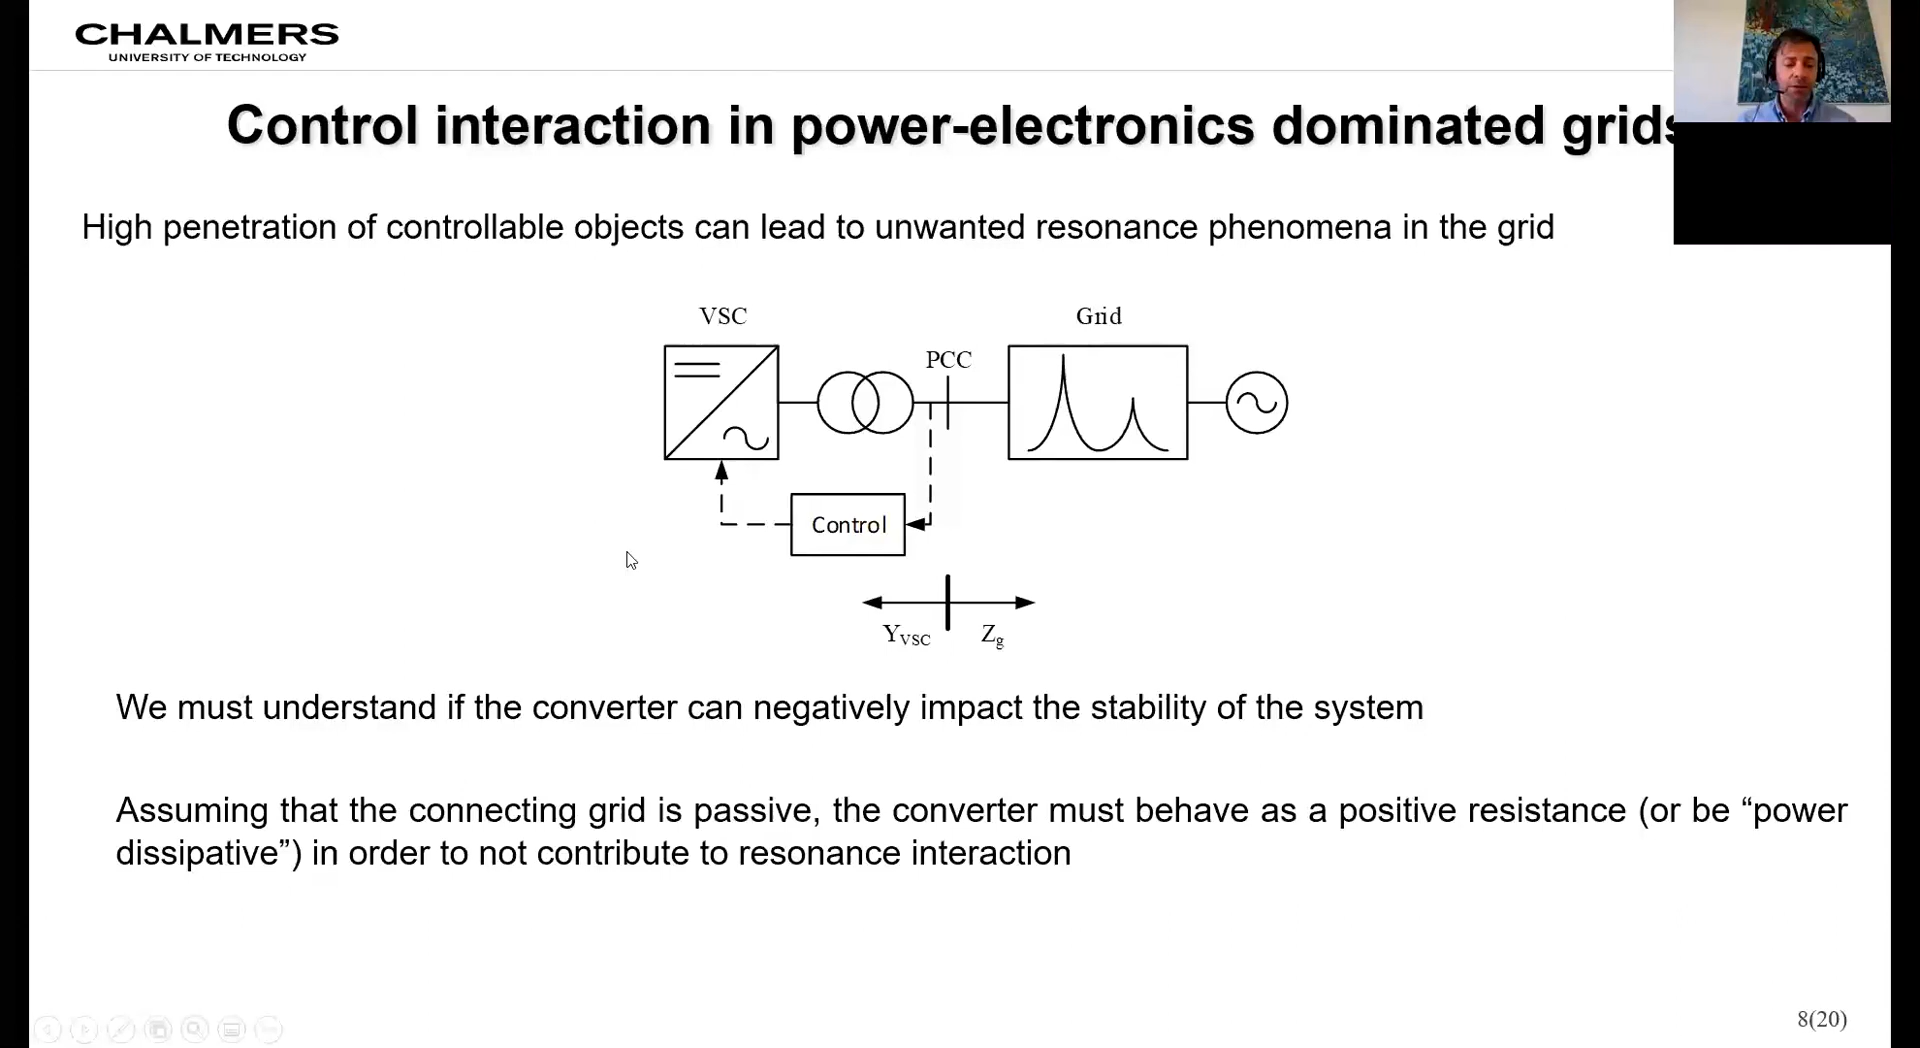 CHALMERS
UNIVERSITY OF TECHNOLOGY
Control interaction in power-electronics dominated grids
High penetration of controllable objects can lead to unwanted resonance phenomena in the grid
VSC
Grid
PCC
Control
Y_VSC
Z_g
We must understand if the converter can negatively impact the stability of the system
Assuming that the connecting grid is passive, the converter must behave as a positive resistance (or be “power
dissipative”) in order to not contribute to resonance interaction
8(20)